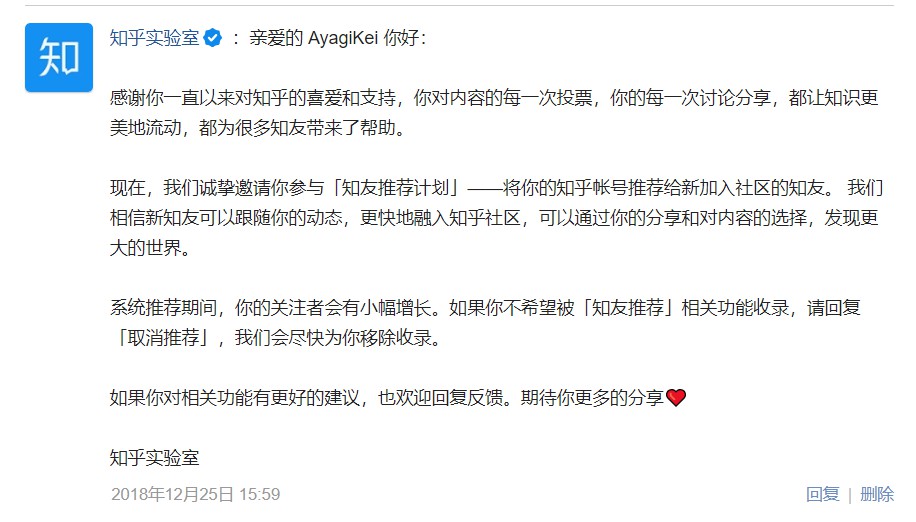 知
知乎实验室 ：亲爱的 AyagiKei 你好：
感谢你一直以来对知乎的喜爱和支持，你对内容的每一次投票，你的每一次讨论分享，都让知识更
美地流动，都为很多知友带来了帮助。
现在，我们诚挚邀请你参与「知友推荐计划」——将你的知乎帐号推荐给新加入社区的知友。 我们
相信新知友可以跟随你的动态，更快地融入知乎社区，可以通过你的分享和对内容的选择，发现更
大的世界。
系统推荐期间，你的关注者会有小幅增长。如果你不希望被「知友推荐」相关功能收录，请回复
「取消推荐」，我们会尽快为你移除收录。
如果你对相关功能有更好的建议，也欢迎回复反馈。期待你更多的分享❤
知乎实验室
2018年12月25日 15:59 回复 | 删除